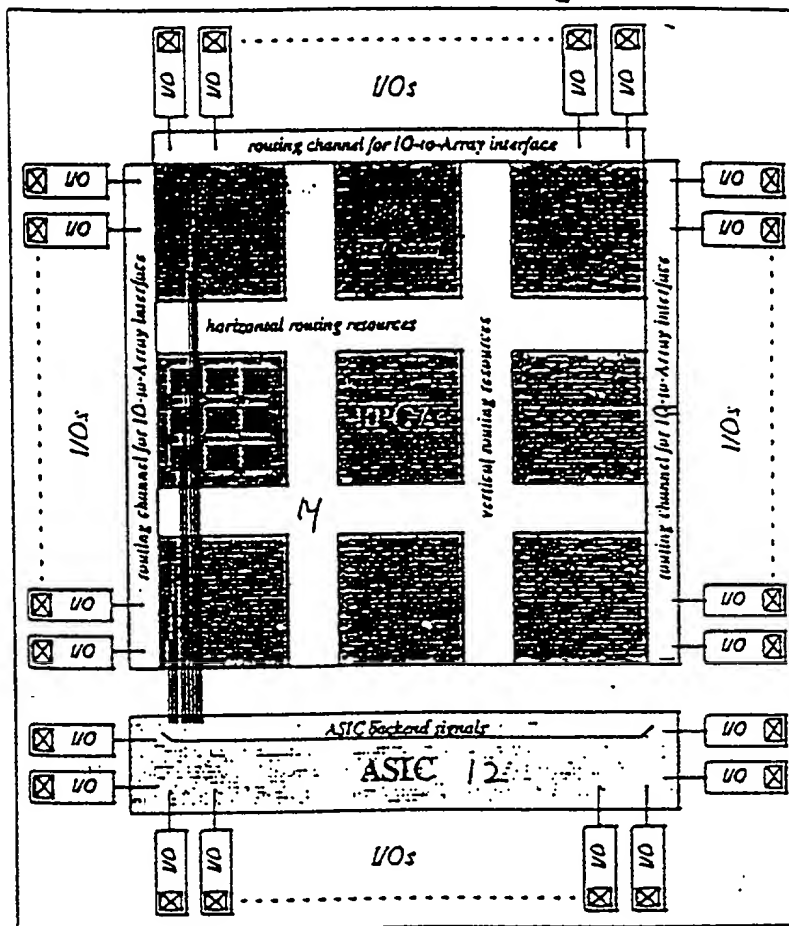 I/O I/O I/O I/O
I/Os
routing channel for IO-to-Array interface
I/O I/O
I/O I/O
routing channel for IO-to-Array Interface
horizontal routing resources
vertical routing resources
routing channel for IO-to-Array Interface
I/Os
FPGA
I/Os
14
I/O I/O
I/O I/O
ASIC backend signals
I/O I/O
ASIC 12
I/O I/O
I/O I/O I/O I/O
I/Os